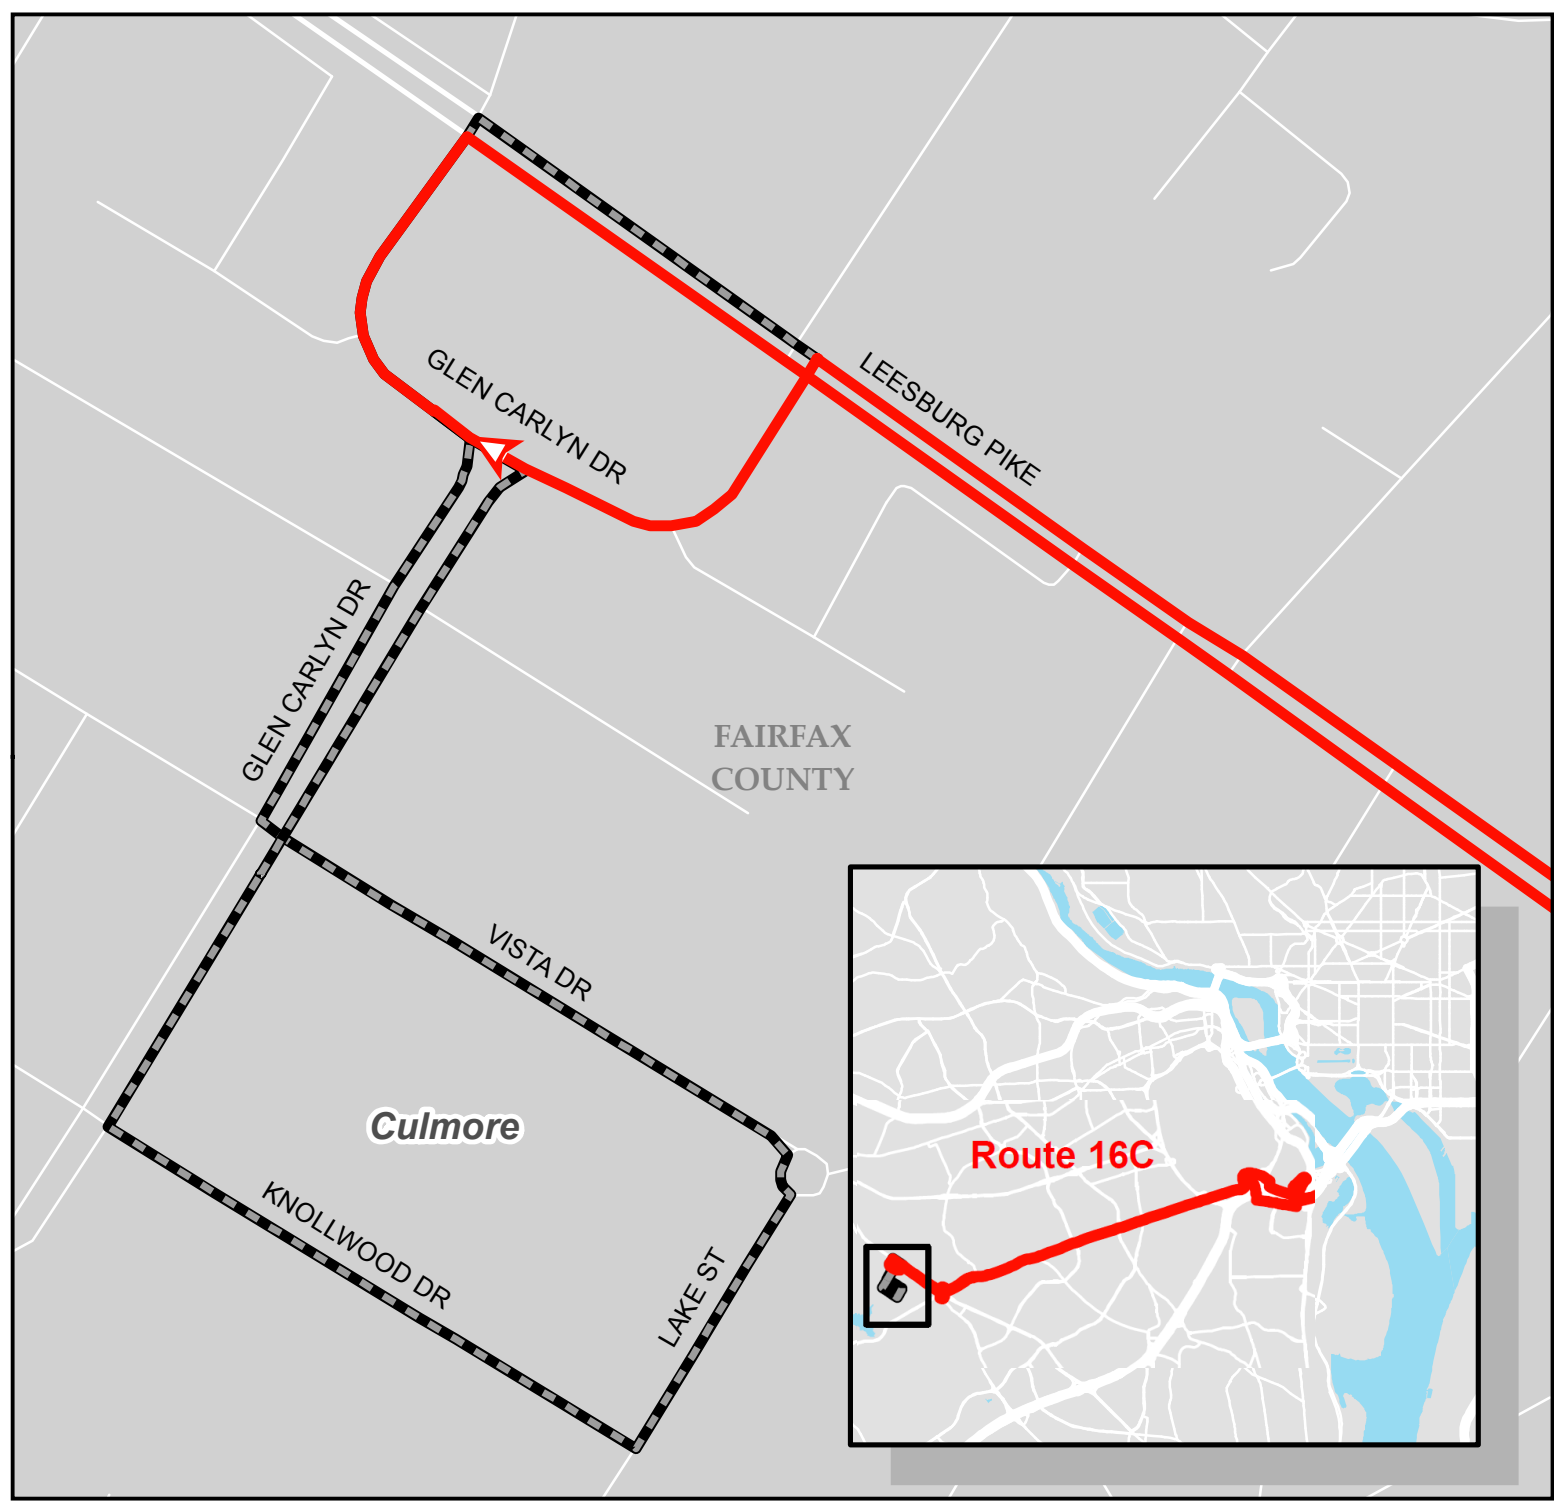 LEESBURG PIKE
GLEN CARLYN DR
GLEN CARLYN DR
FAIRFAX
COUNTY
VISTA DR
Culmore
Route 16C
KNOLLWOOD DR
LAKE ST